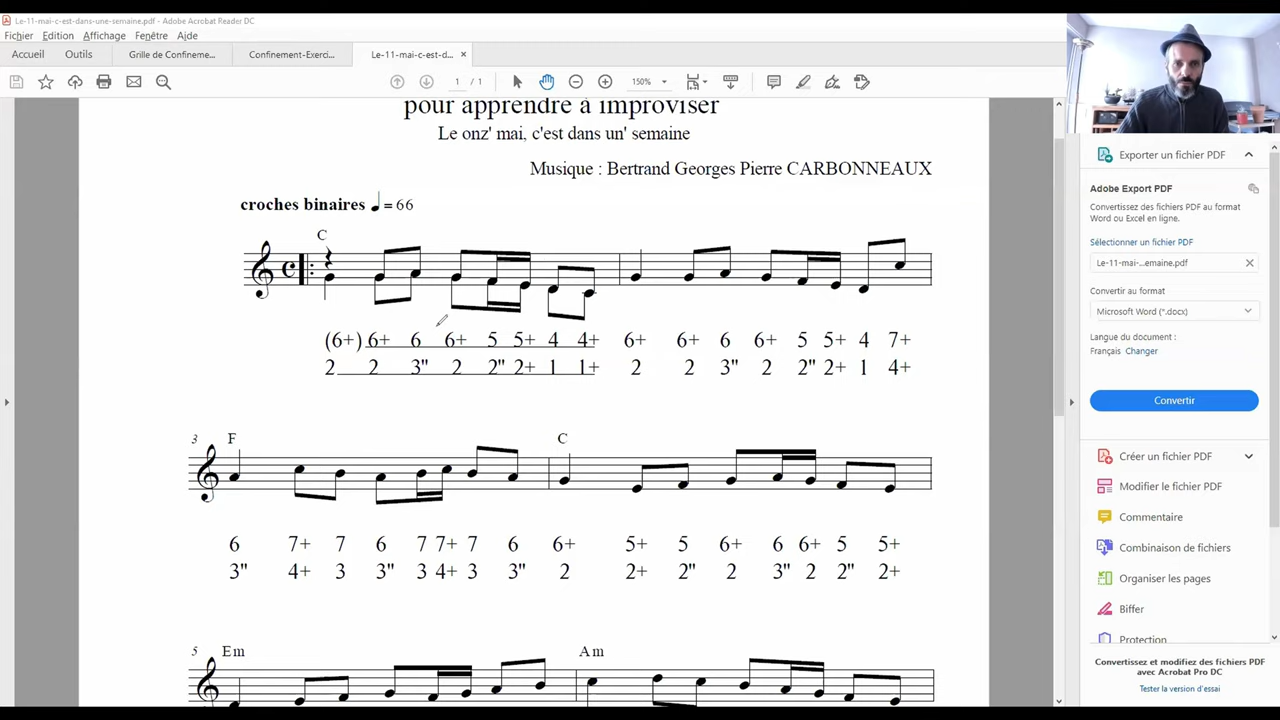 Le-11-mai-c-est-dans-une-semaine.pdf - Adobe Acrobat Reader DC
Fichier Edition Affichage Fenêtre Aide
Accueil Outils Grille de Confineme... Confinement-Exerci... Le-11-mai-c-est-d... ×
1 / 1 150%
pour apprendre à improviser
Le onz' mai, c'est dans un' semaine
Musique : Bertrand Georges Pierre CARBONNEAUX
croches binaires = 66
C
(6+) 6+ 6 6+ 5 5+ 4 4+ 6+ 6+ 6 6+ 5 5+ 4 7+
2 2 3" 2 2" 2+ 1 1+ 2 2 3" 2 2" 2+ 1 4+
3 F C
6 7+ 7 6 7 7+ 7 6 6+ 5+ 5 6+ 6 6+ 5 5+
3" 4+ 3 3" 3 4+ 3 3" 2 2+ 2" 2 3" 2 2" 2+
5 Em Am
Exporter un fichier PDF
Adobe Export PDF
Convertissez des fichiers PDF au format
Word ou Excel en ligne.
Sélectionner un fichier PDF
Le-11-mai-...emaine.pdf ×
Convertir au format
Microsoft Word (*.docx)
Langue du document :
Français Changer
Convertir
Créer un fichier PDF
Modifier le fichier PDF
Commentaire
Combinaison de fichiers
Organiser les pages
Biffer
Protection
Convertissez et modifiez des fichiers PDF
avec Acrobat Pro DC
Tester la version d'essai